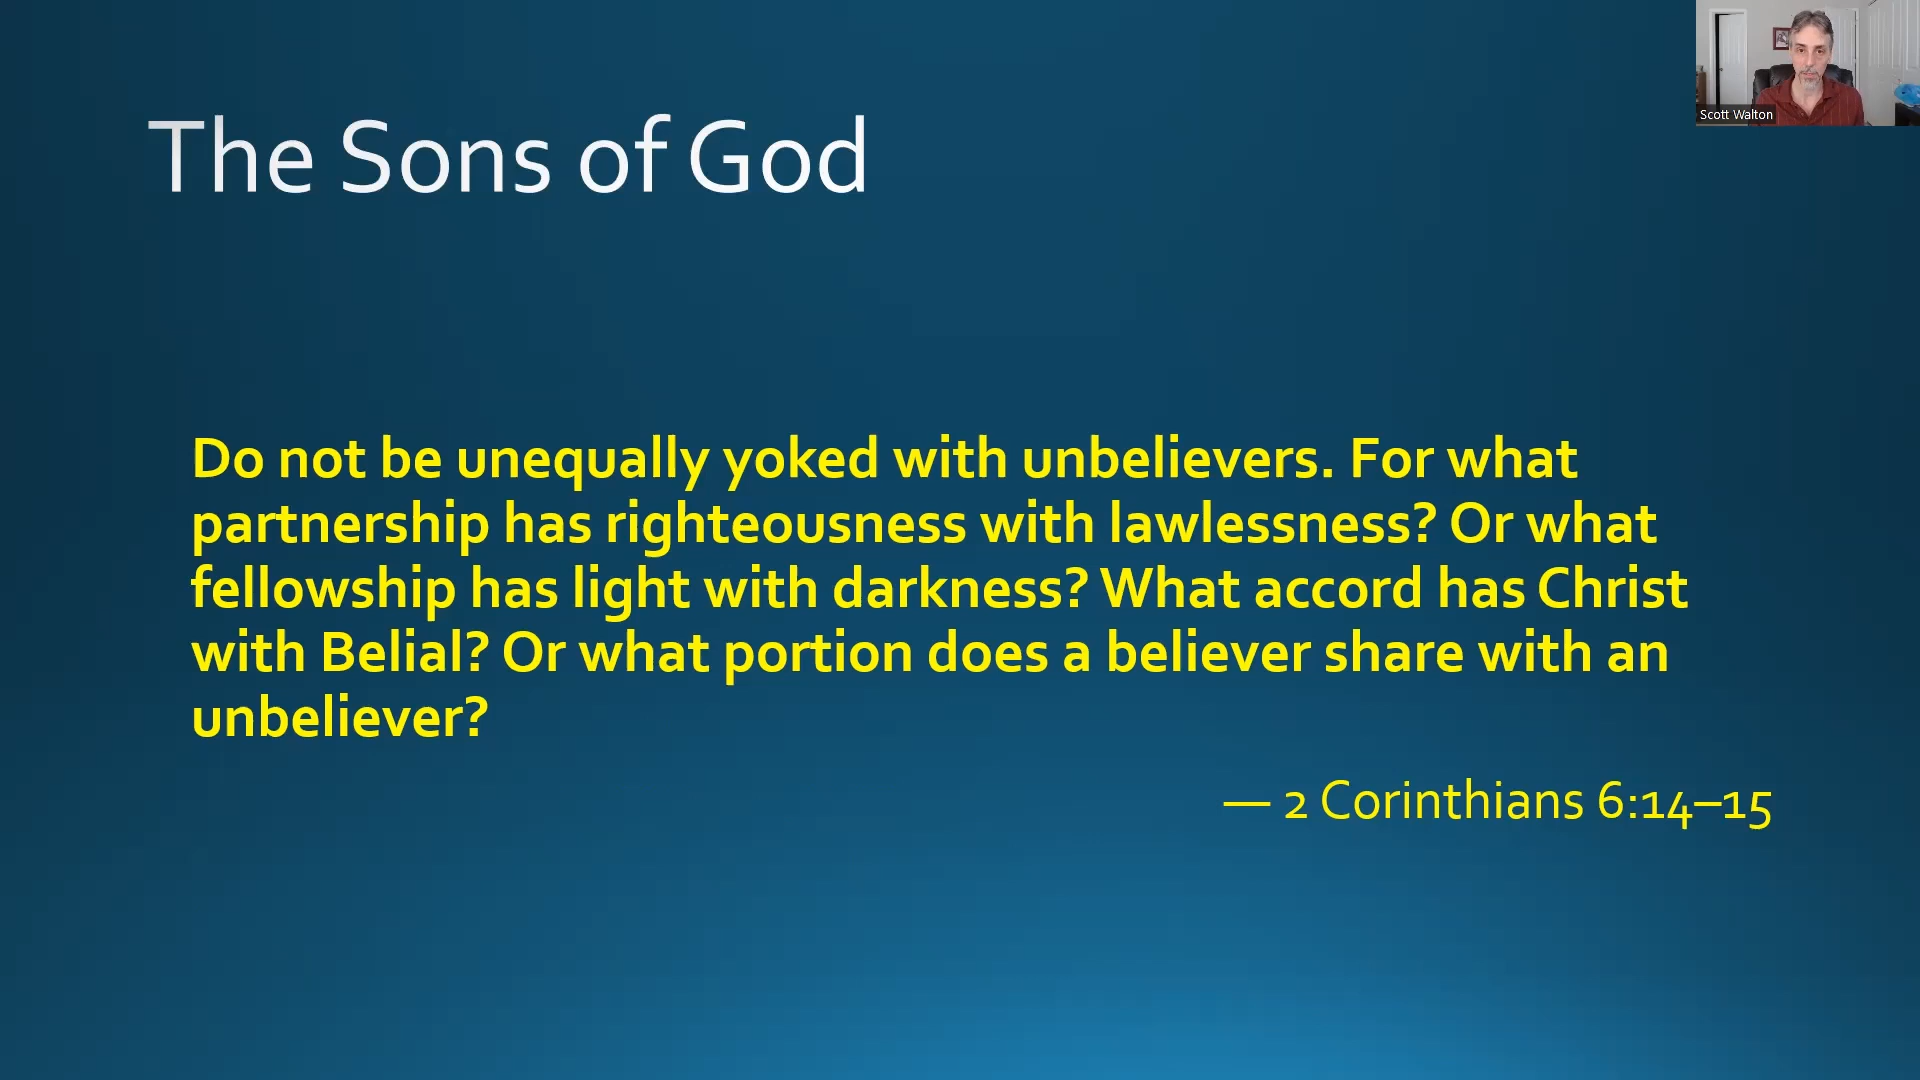 Scott Walton
The Sons of God
Do not be unequally yoked with unbelievers. For what
partnership has righteousness with lawlessness? Or what
fellowship has light with darkness? What accord has Christ
with Belial? Or what portion does a believer share with an
unbeliever?
— 2 Corinthians 6:14–15